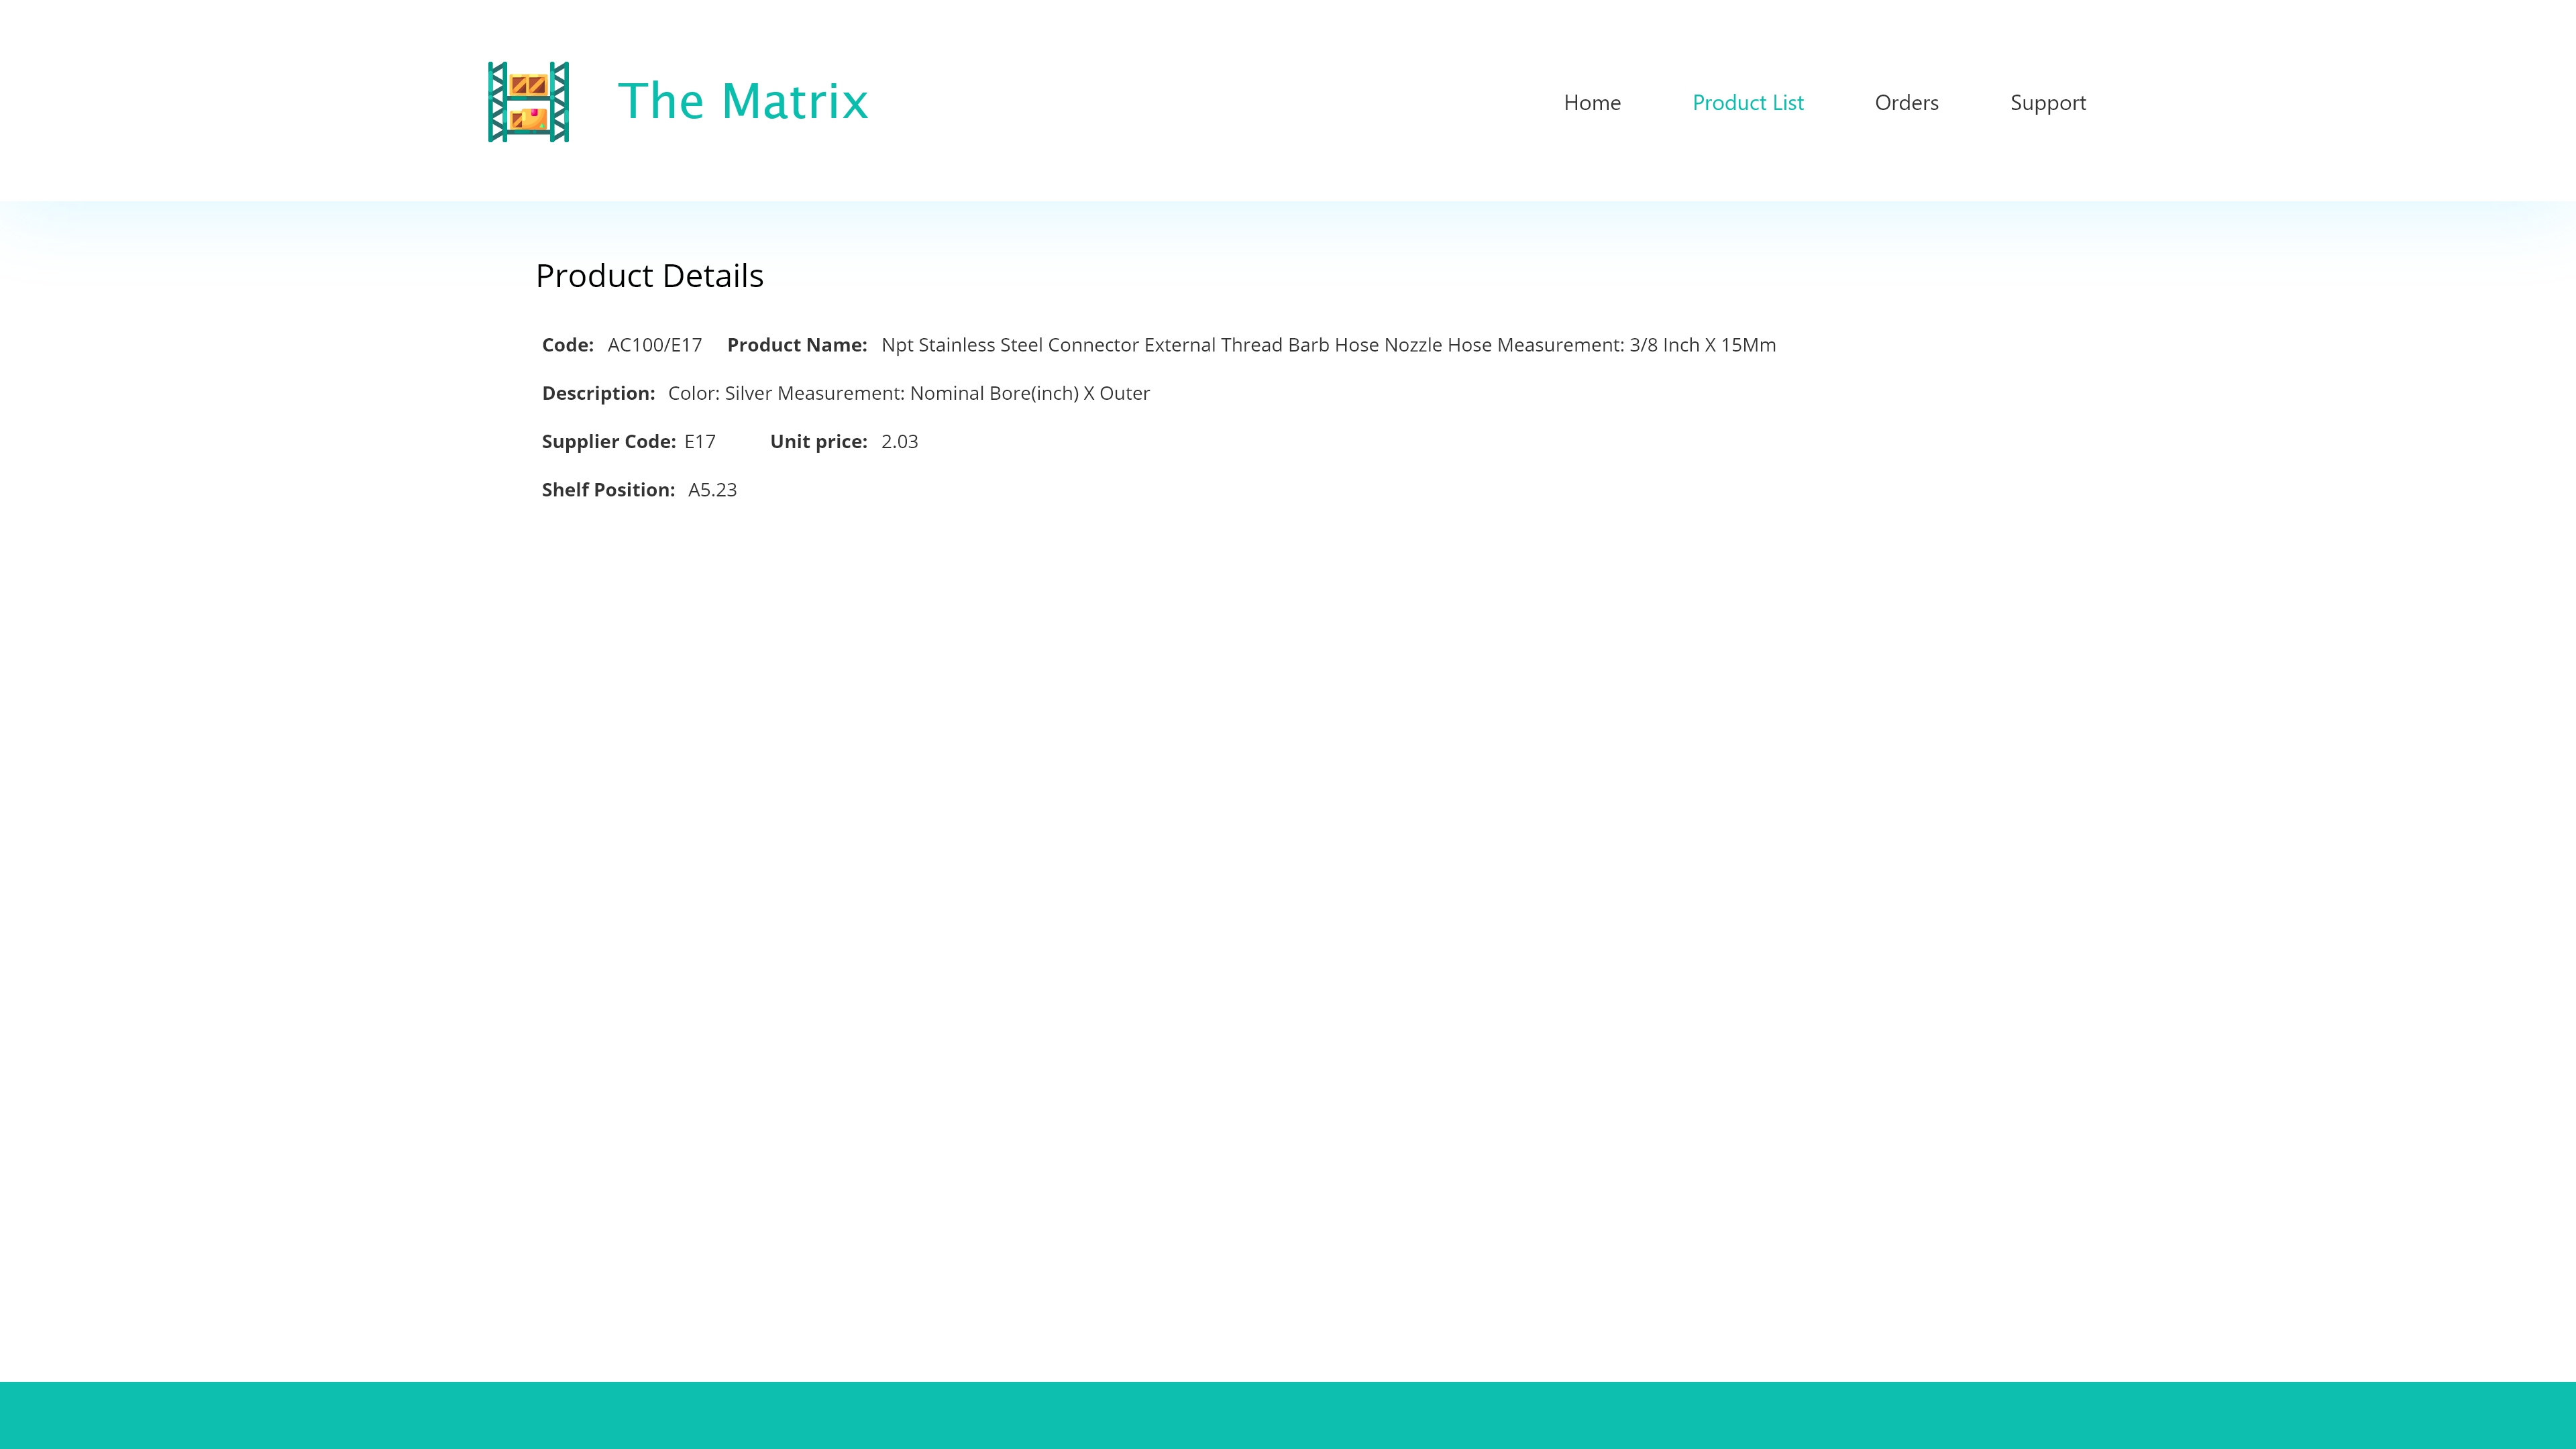 The Matrix
Home Product List Orders Support
Product Details
Code: AC100/E17 Product Name: Npt Stainless Steel Connector External Thread Barb Hose Nozzle Hose Measurement: 3/8 Inch X 15Mm
Description: Color: Silver Measurement: Nominal Bore(inch) X Outer
Supplier Code: E17 Unit price: 2.03
Shelf Position: A5.23